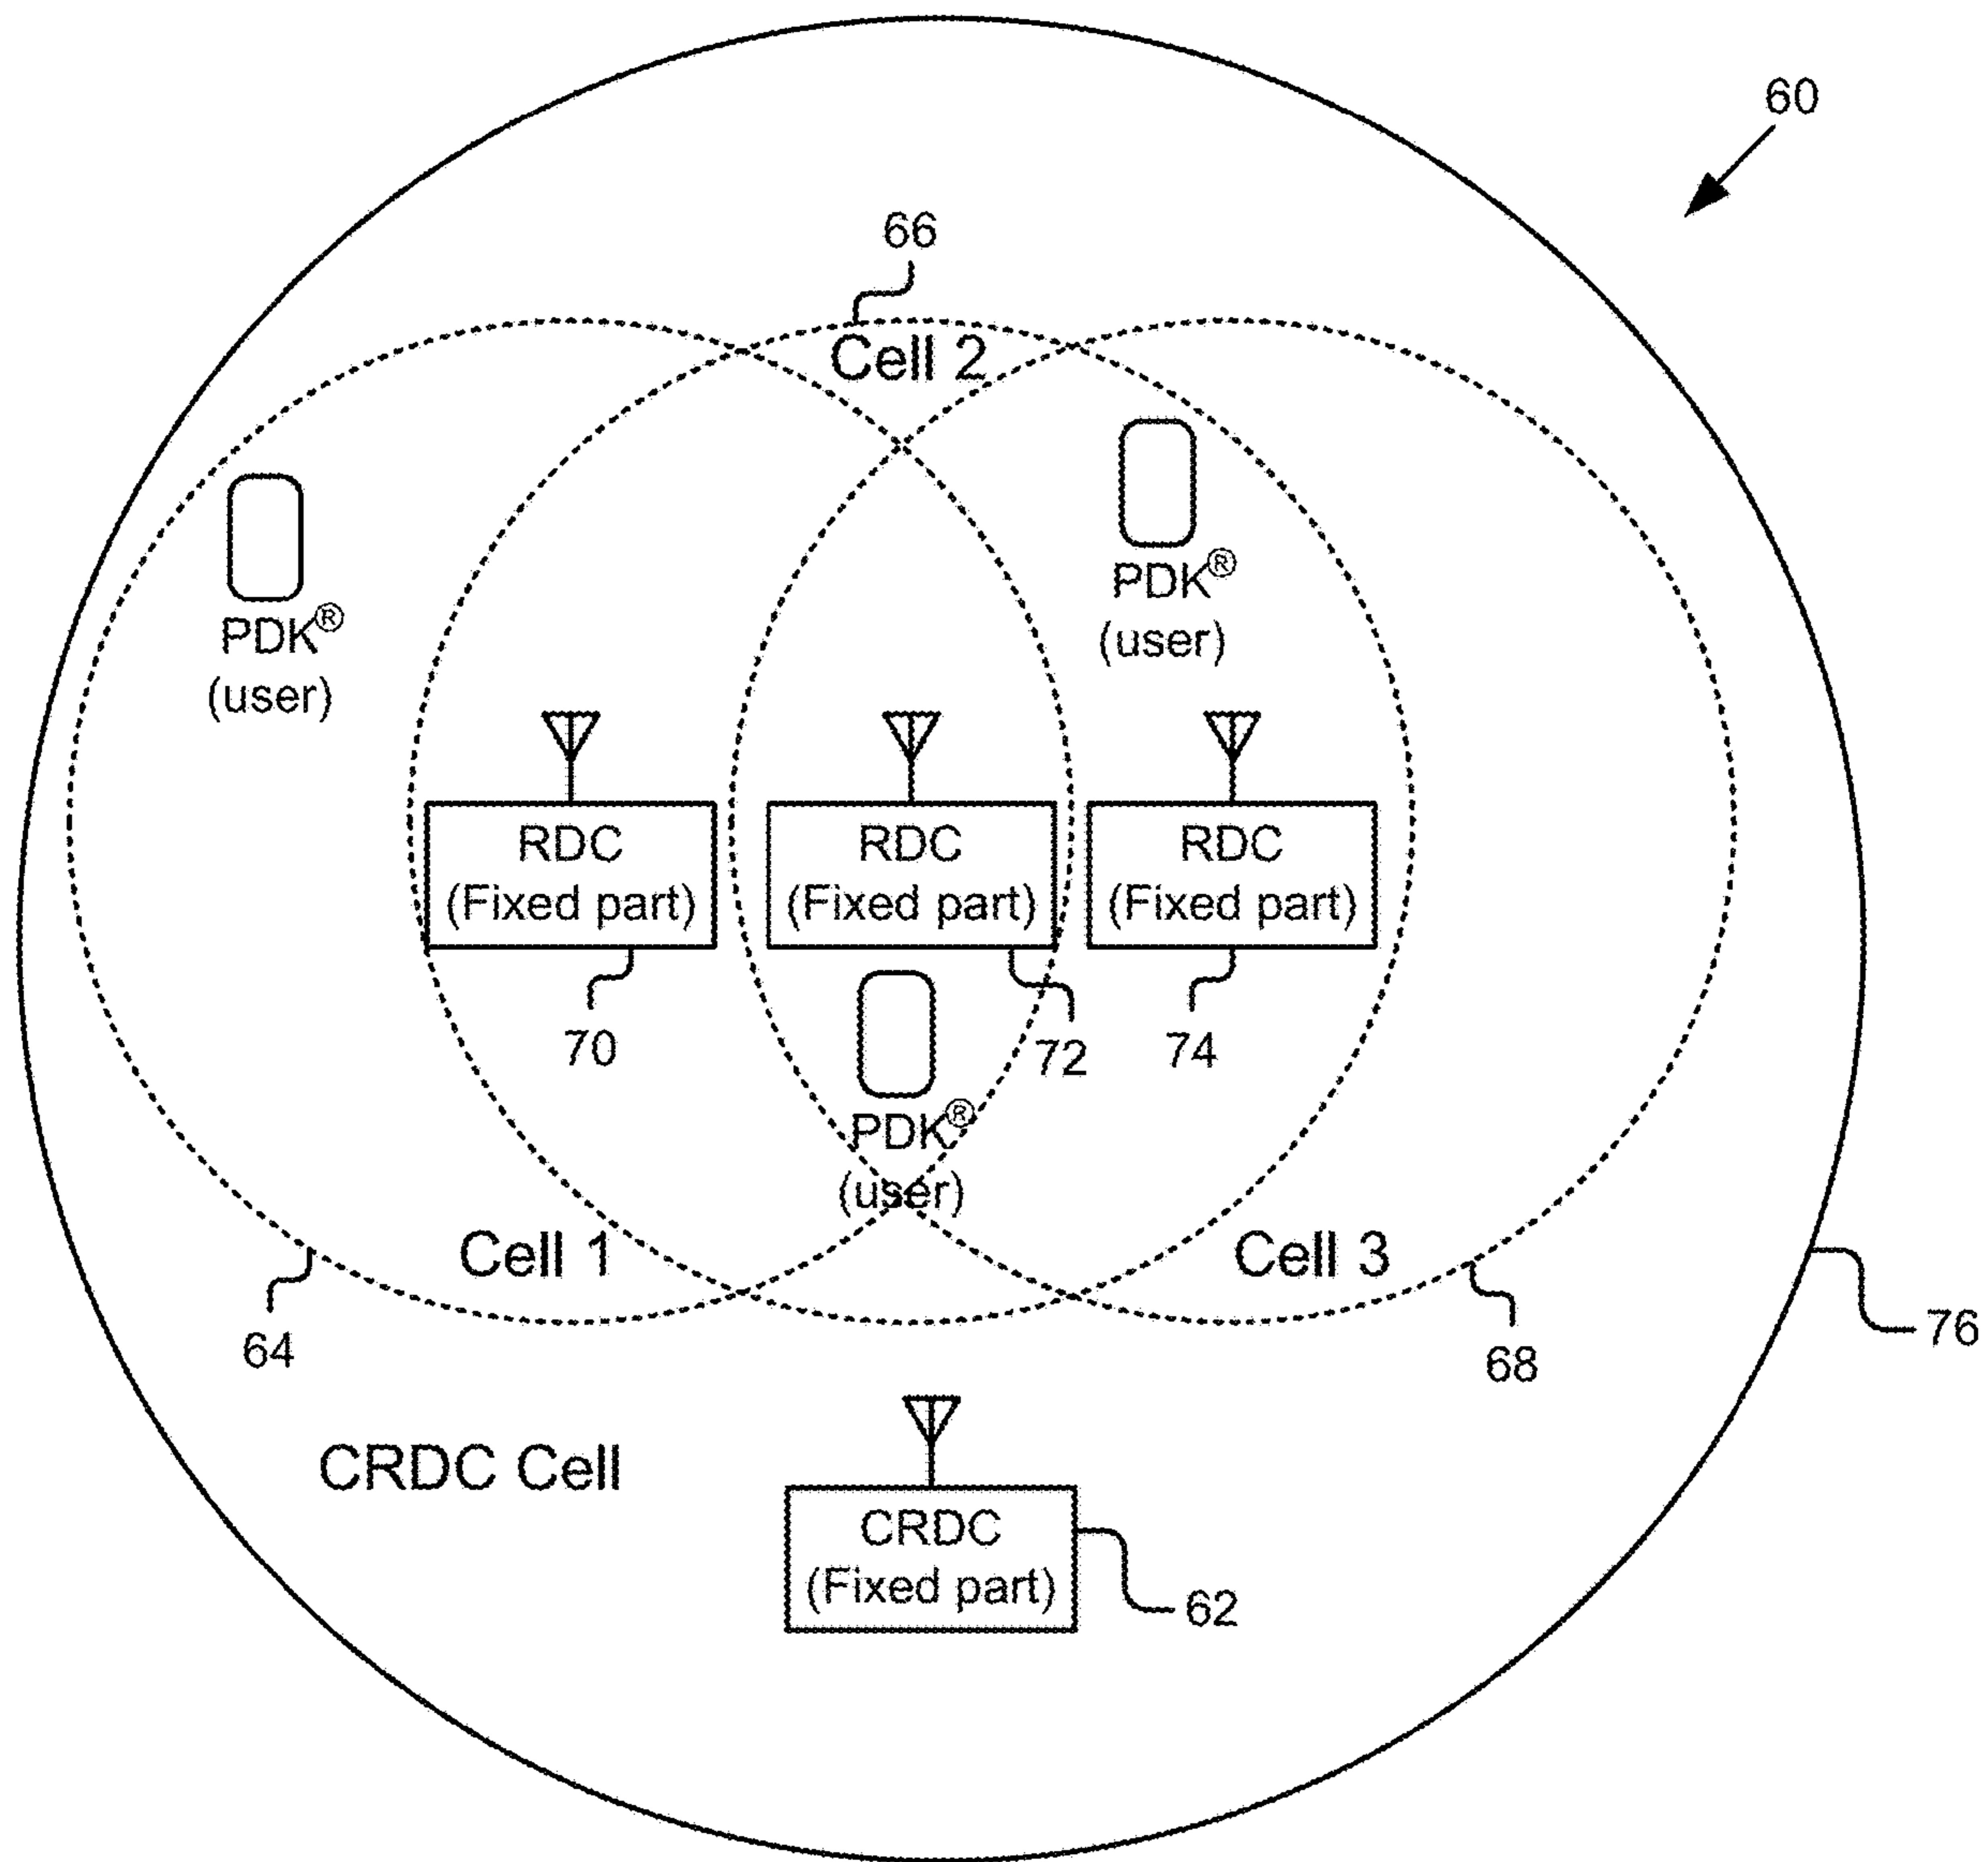 60
66
Cell 2
PDK®
(user)
PDK®
(user)
RDC
(Fixed part)
RDC
(Fixed part)
RDC
(Fixed part)
70
72
74
PDK®
(user)
Cell 1
Cell 3
64
68
76
CRDC Cell
CRDC
(Fixed part)
62